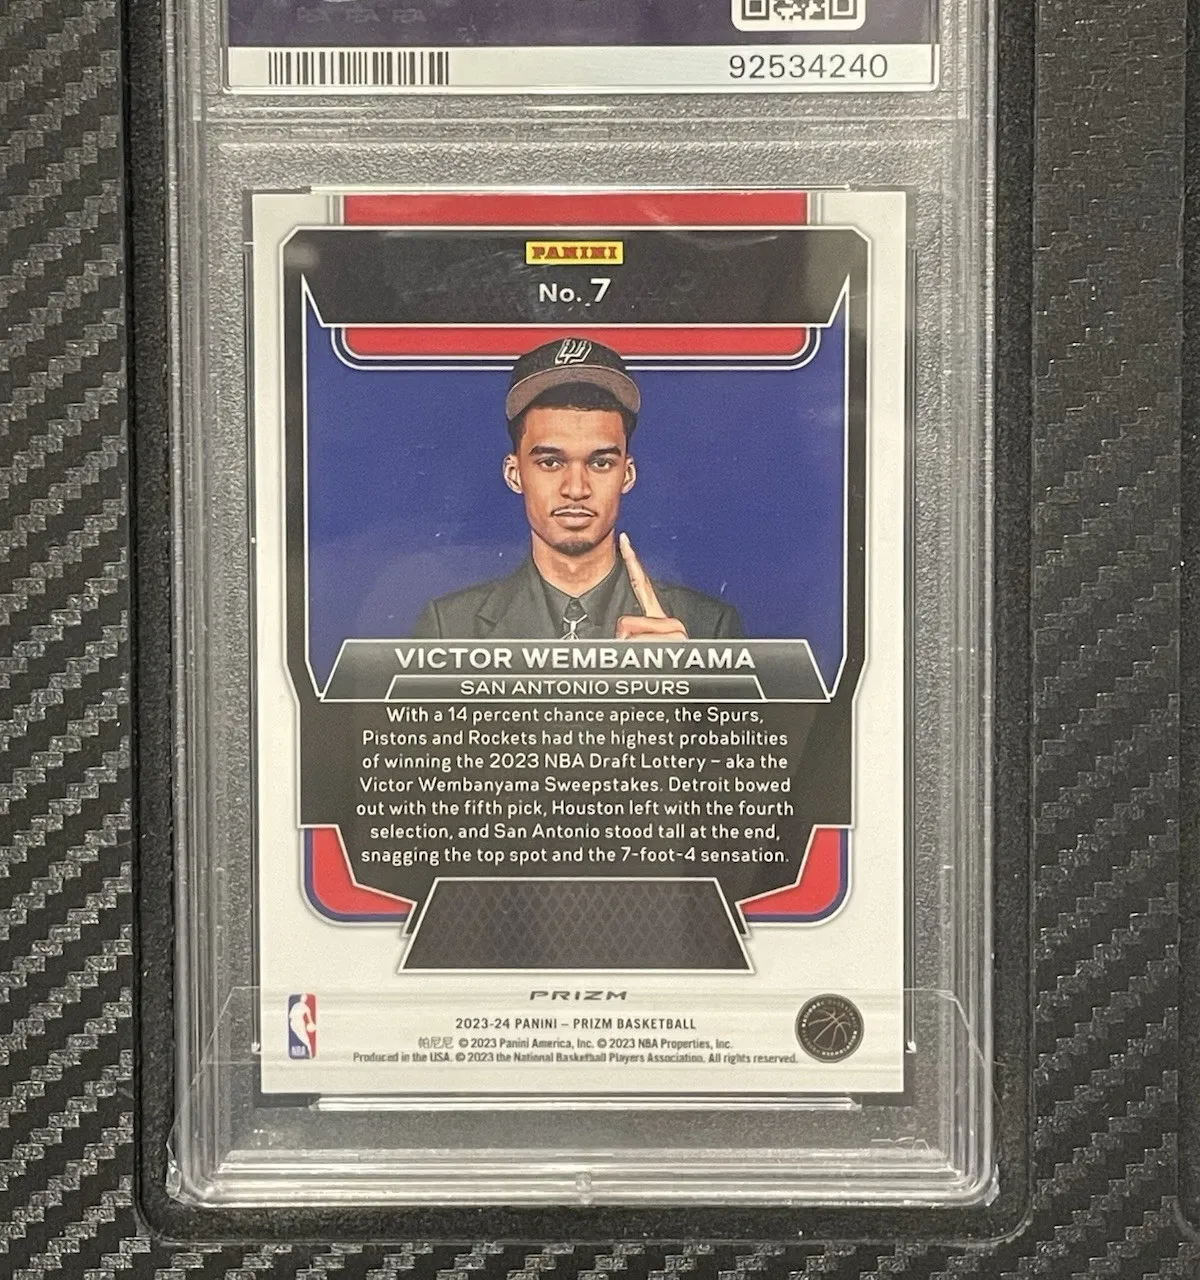 PSA PSA PSA
92534240
PANINI
No. 7
VICTOR WEMBANYAMA
SAN ANTONIO SPURS
With a 14 percent chance apiece, the Spurs,
Pistons and Rockets had the highest probabilities
of winning the 2023 NBA Draft Lottery – aka the
Victor Wembanyama Sweepstakes. Detroit bowed
out with the fifth pick, Houston left with the fourth
selection, and San Antonio stood tall at the end,
snagging the top spot and the 7-foot-4 sensation.
PRIZM
2023-24 PANINI – PRIZM BASKETBALL
帕尼尼 © 2023 Panini America, Inc. © 2023 NBA Properties, Inc.
Produced in the USA. © 2023 the National Basketball Players Association. All rights reserved.
NBA
PSA